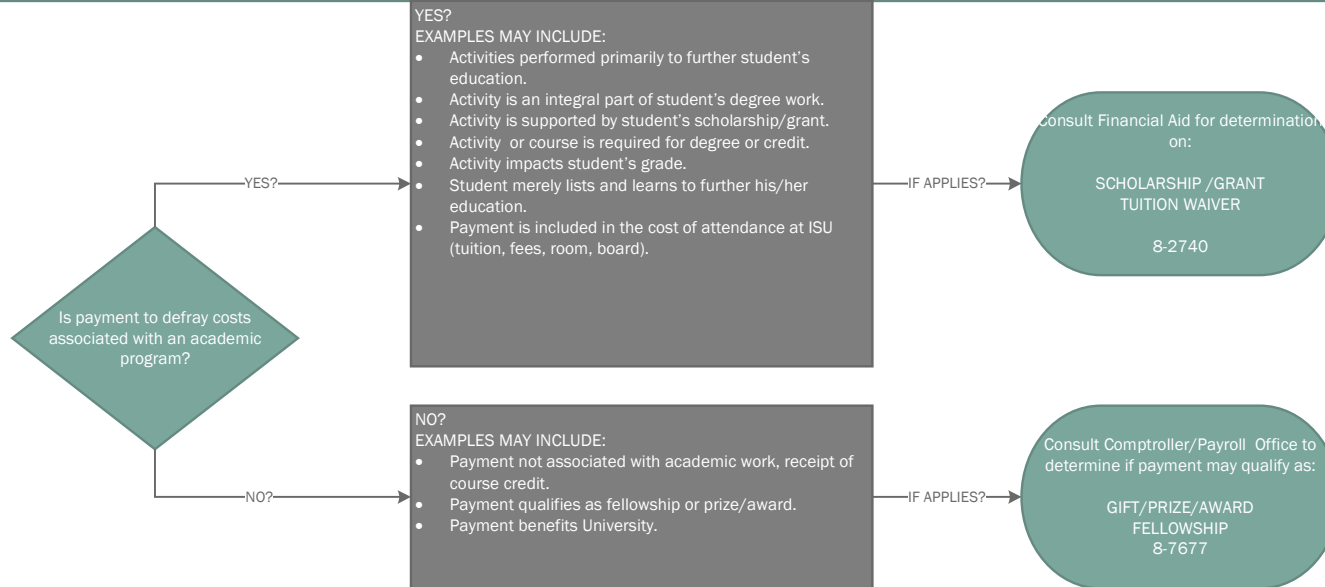 Is payment to defray costs
associated with an academic
program?
YES?
YES?
EXAMPLES MAY INCLUDE:
• Activities performed primarily to further student’s
education.
• Activity is an integral part of student’s degree work.
• Activity is supported by student’s scholarship/grant.
• Activity or course is required for degree or credit.
• Activity impacts student’s grade.
• Student merely lists and learns to further his/her
education.
• Payment is included in the cost of attendance at ISU
(tuition, fees, room, board).
IF APPLIES?
Consult Financial Aid for determination
on:
SCHOLARSHIP /GRANT
TUITION WAIVER
8-2740
NO?
NO?
EXAMPLES MAY INCLUDE:
• Payment not associated with academic work, receipt of
course credit.
• Payment qualifies as fellowship or prize/award.
• Payment benefits University.
IF APPLIES?
Consult Comptroller/Payroll Office to
determine if payment may qualify as:
GIFT/PRIZE/AWARD
FELLOWSHIP
8-7677